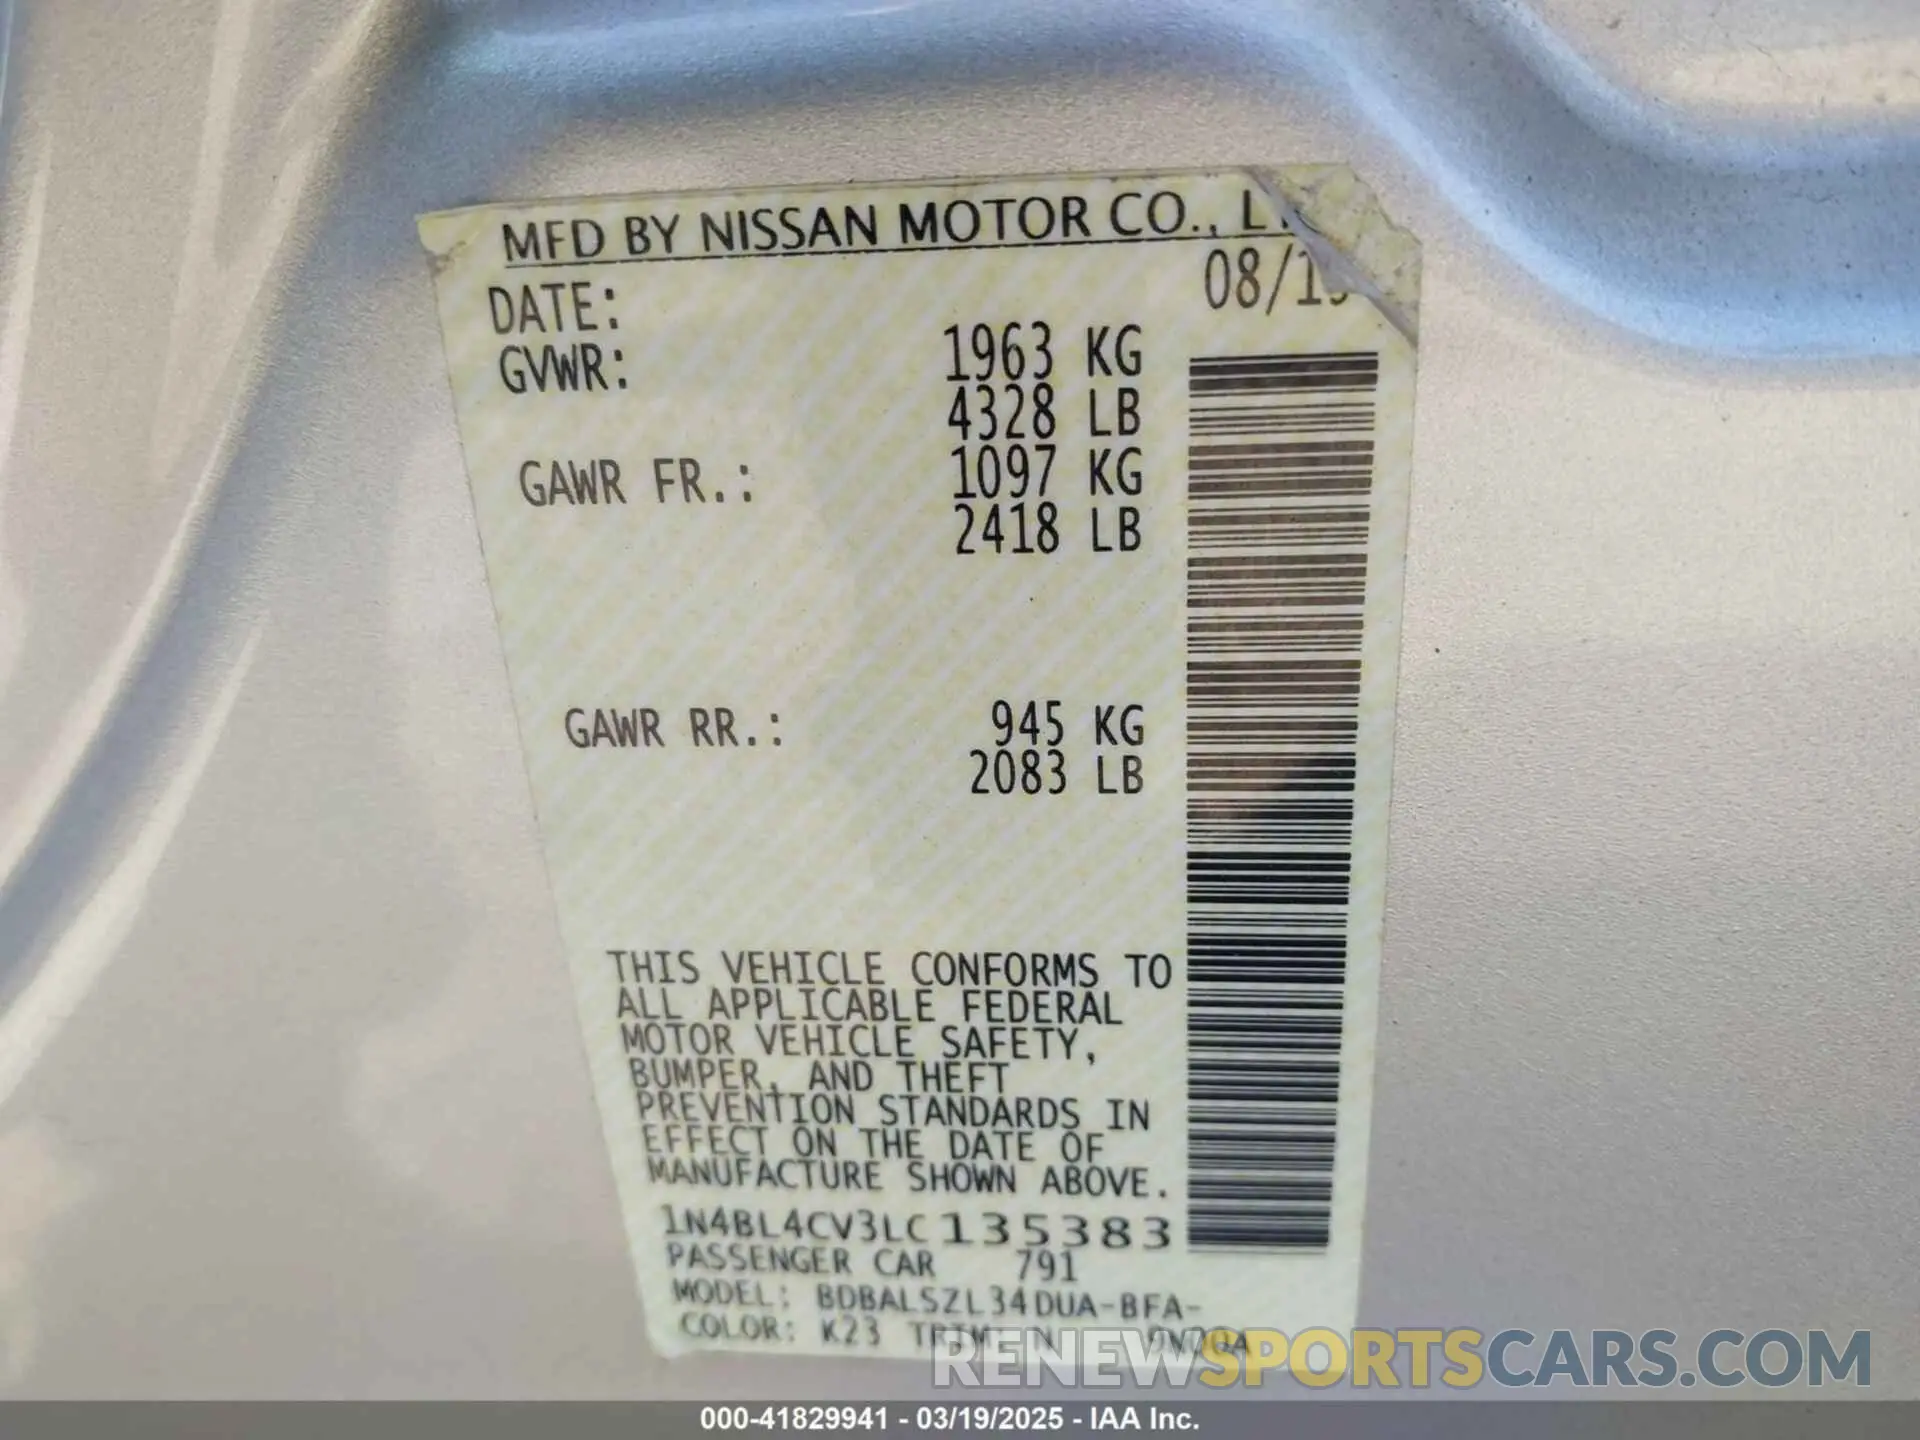 MFD BY NISSAN MOTOR CO.,
DATE:
GVWR: 1963 KG
4328 LB
GAWR FR.: 1097 KG
2418 LB
GAWR RR.: 945 KG
2083 LB
THIS VEHICLE CONFORMS TO
ALL APPLICABLE FEDERAL
MOTOR VEHICLE SAFETY,
BUMPER, AND THEFT
PREVENTION STANDARDS IN
EFFECT ON THE DATE OF
MANUFACTURE SHOWN ABOVE.
1N4BL4CV3LC135383
PASSENGER CAR 791
MODEL: BDBALSZL34DUA-BFA-
COLOR: K23
RENEWSPORTSCARS.COM
000-41829941 - 03/19/2025 - IAA Inc.